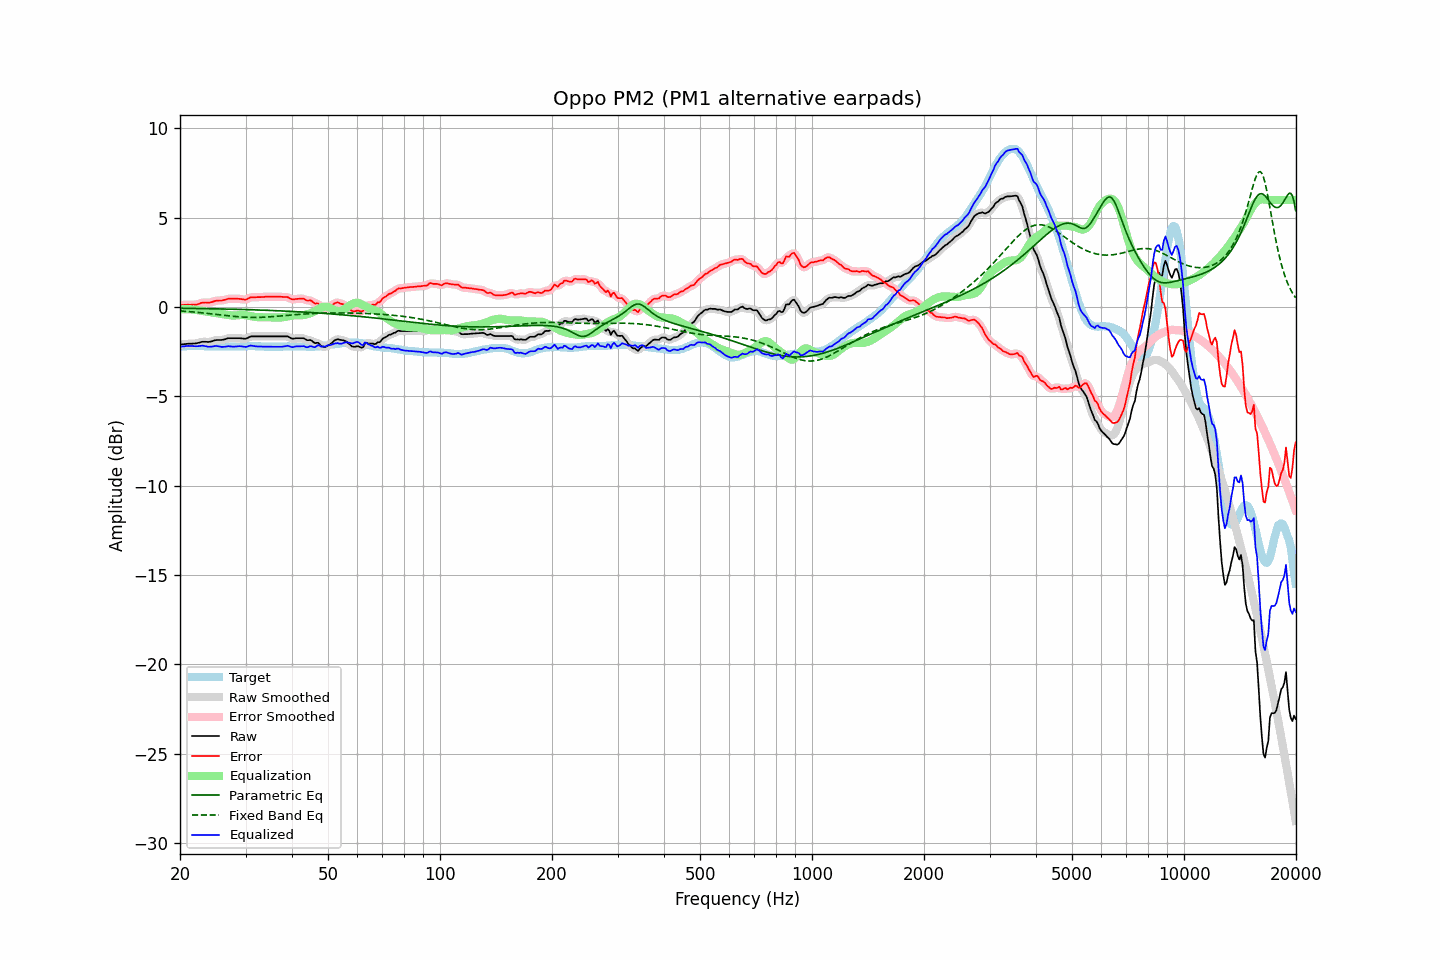 Oppo PM2 (PM1 alternative earpads)
10
5
0
−5
−10
−15
−20
−25
−30
Amplitude (dBr)
Target
Raw Smoothed
Error Smoothed
Raw
Error
Equalization
Parametric Eq
Fixed Band Eq
Equalized
20 50 100 200 500 1000 2000 5000 10000 20000
Frequency (Hz)